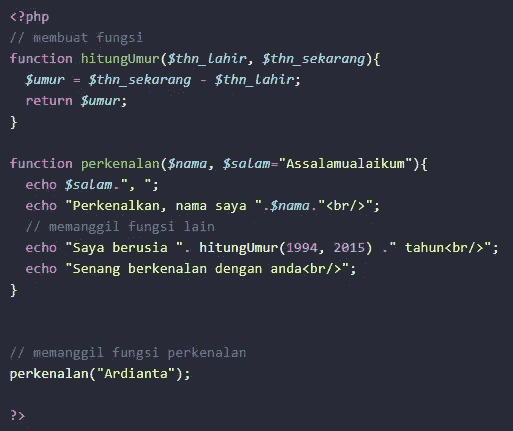 <?php
// membuat fungsi
function hitungUmur($thn_lahir, $thn_sekarang){
  $umur = $thn_sekarang - $thn_lahir;
  return $umur;
}

function perkenalan($nama, $salam="Assalamualaikum"){
  echo $salam.", ";
  echo "Perkenalkan, nama saya ".$nama."<br/>";
  // memanggil fungsi lain
  echo "Saya berusia ". hitungUmur(1994, 2015) ." tahun<br/>";
  echo "Senang berkenalan dengan anda<br/>";
}

// memanggil fungsi perkenalan
perkenalan("Ardianta");

?>